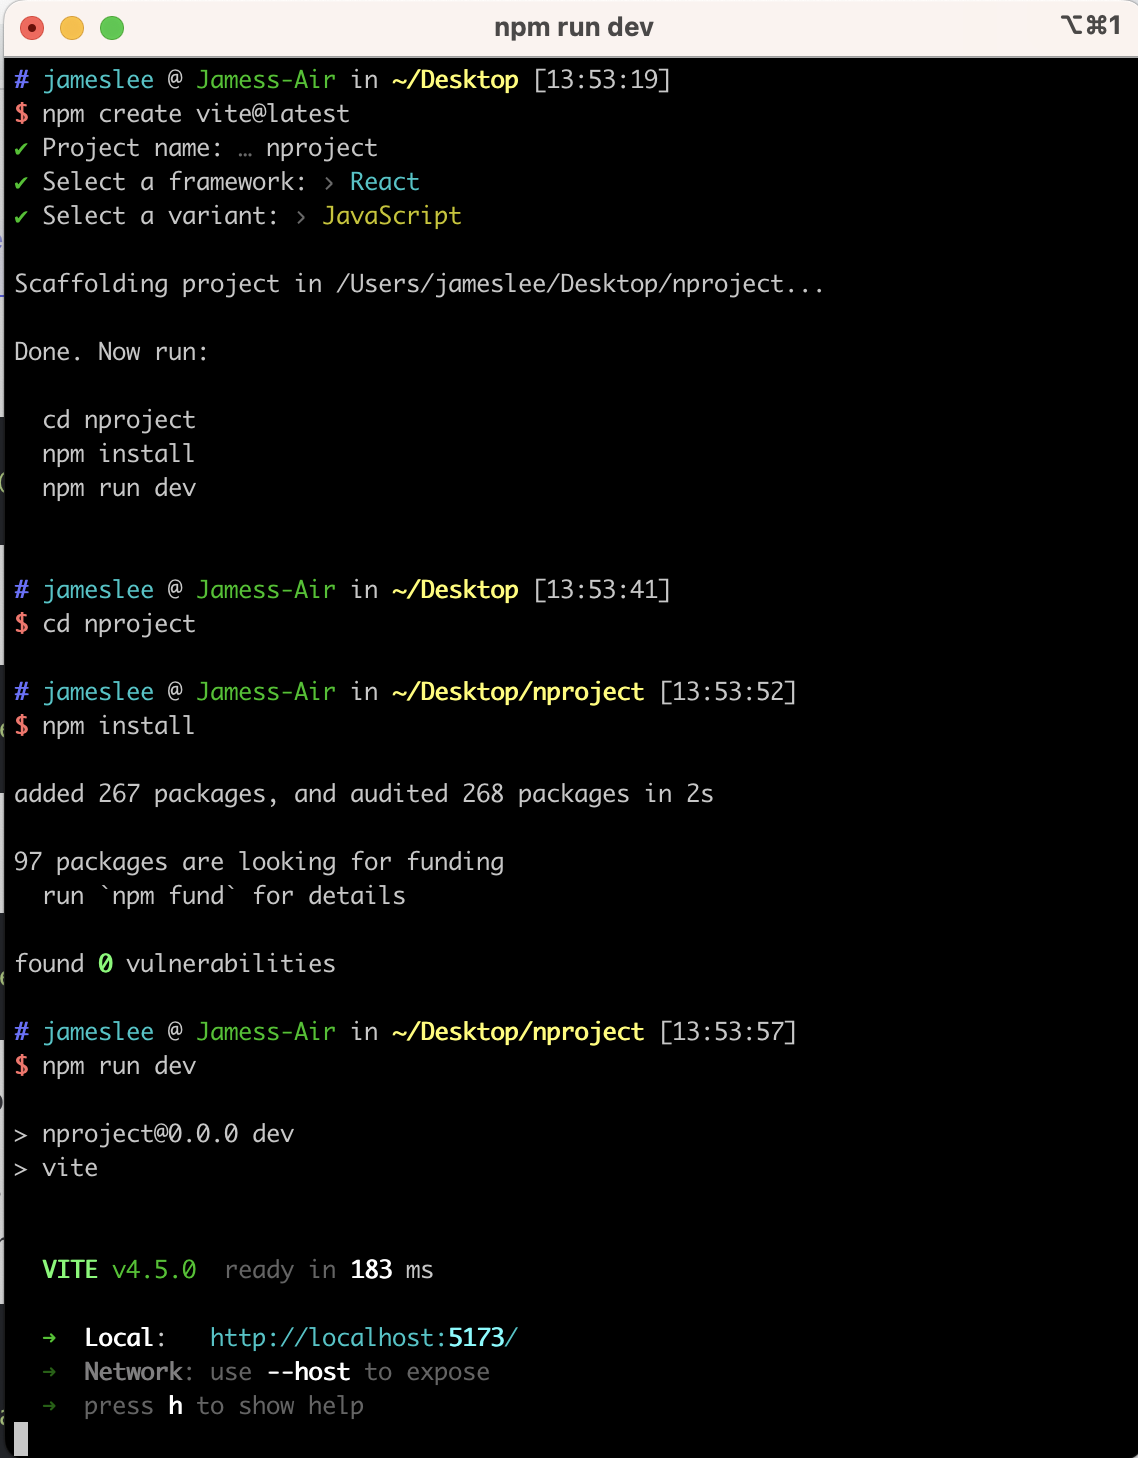 npm run dev ⌥⌘1
# jameslee @ Jamess-Air in ~/Desktop [13:53:19]
$ npm create vite@latest
✔ Project name: … nproject
✔ Select a framework: › React
✔ Select a variant: › JavaScript
Scaffolding project in /Users/jameslee/Desktop/nproject...
Done. Now run:
cd nproject
npm install
npm run dev
# jameslee @ Jamess-Air in ~/Desktop [13:53:41]
$ cd nproject
# jameslee @ Jamess-Air in ~/Desktop/nproject [13:53:52]
$ npm install
added 267 packages, and audited 268 packages in 2s
97 packages are looking for funding
run `npm fund` for details
found 0 vulnerabilities
# jameslee @ Jamess-Air in ~/Desktop/nproject [13:53:57]
$ npm run dev
> nproject@0.0.0 dev
> vite
VITE v4.5.0 ready in 183 ms
➜ Local: http://localhost:5173/
➜ Network: use --host to expose
➜ press h to show help